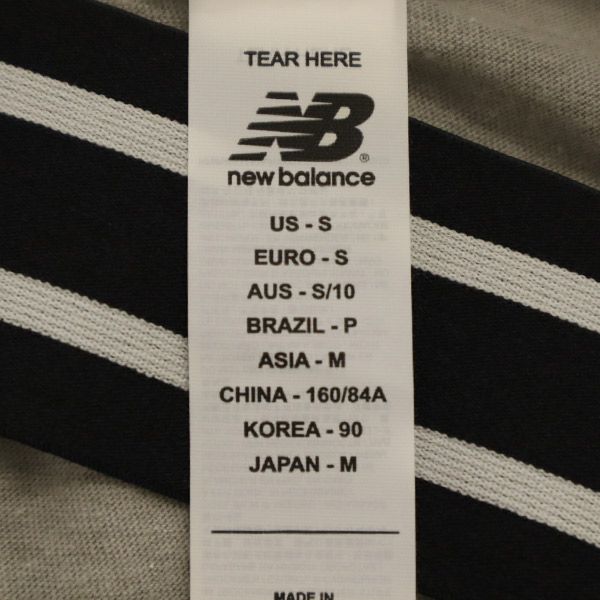 TEAR HERE
NB®
new balance
US - S
EURO - S
AUS - S/10
BRAZIL - P
ASIA - M
CHINA - 160/84A
KOREA - 90
JAPAN - M
MADE IN